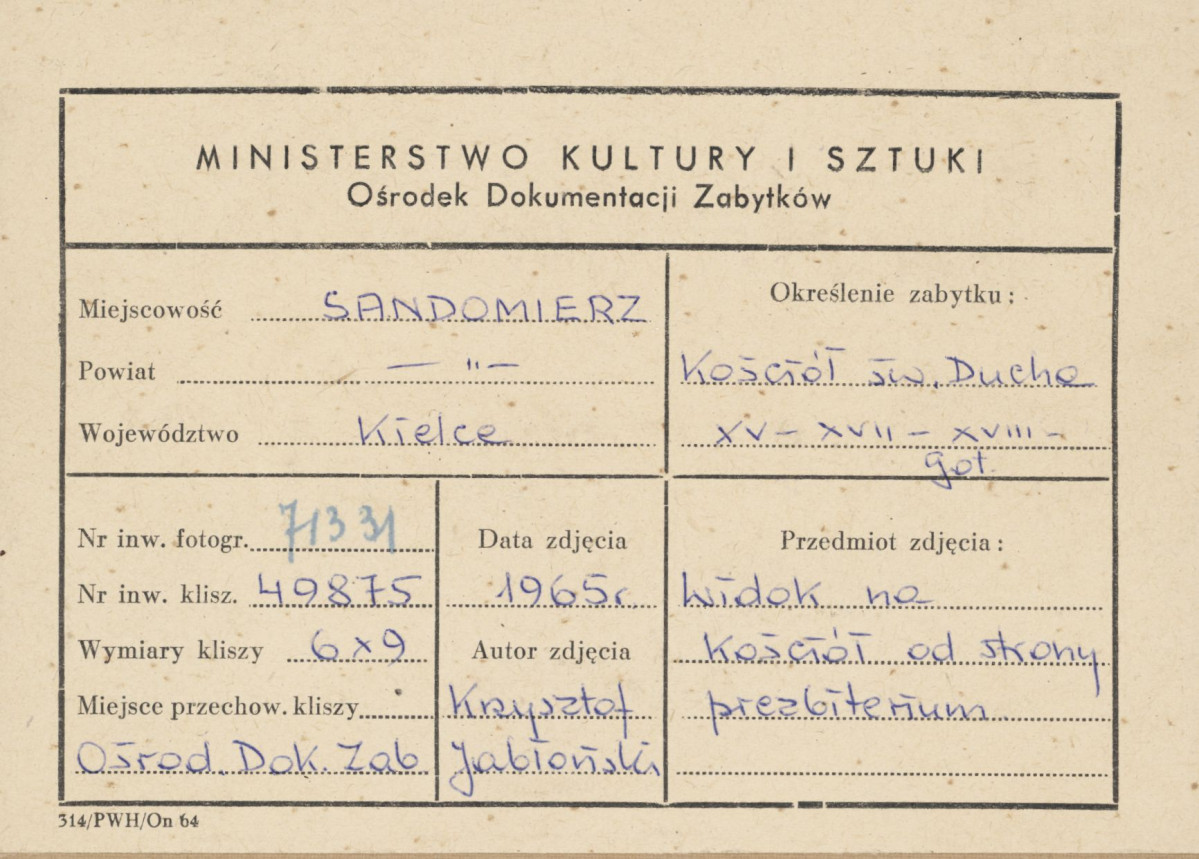 MINISTERSTWO KULTURY I SZTUKI
Ośrodek Dokumentacji Zabytków
Miejscowość SANDOMIERZ
Powiat — " —
Województwo Kielce
Określenie zabytku:
Kościół św. Ducha
XV - XVII - XVIII -
got.
Nr inw. fotogr. 71331
Nr inw. klisz. 49875
Wymiary kliszy 6x9
Miejsce przechow. kliszy
Ośrod. Dok. Zab
Data zdjęcia
1965r.
Autor zdjęcia
Krzysztof
Jabłoński
Przedmiot zdjęcia:
Widok na
Kościół od strony
prezbiterium
314/PWH/On 64